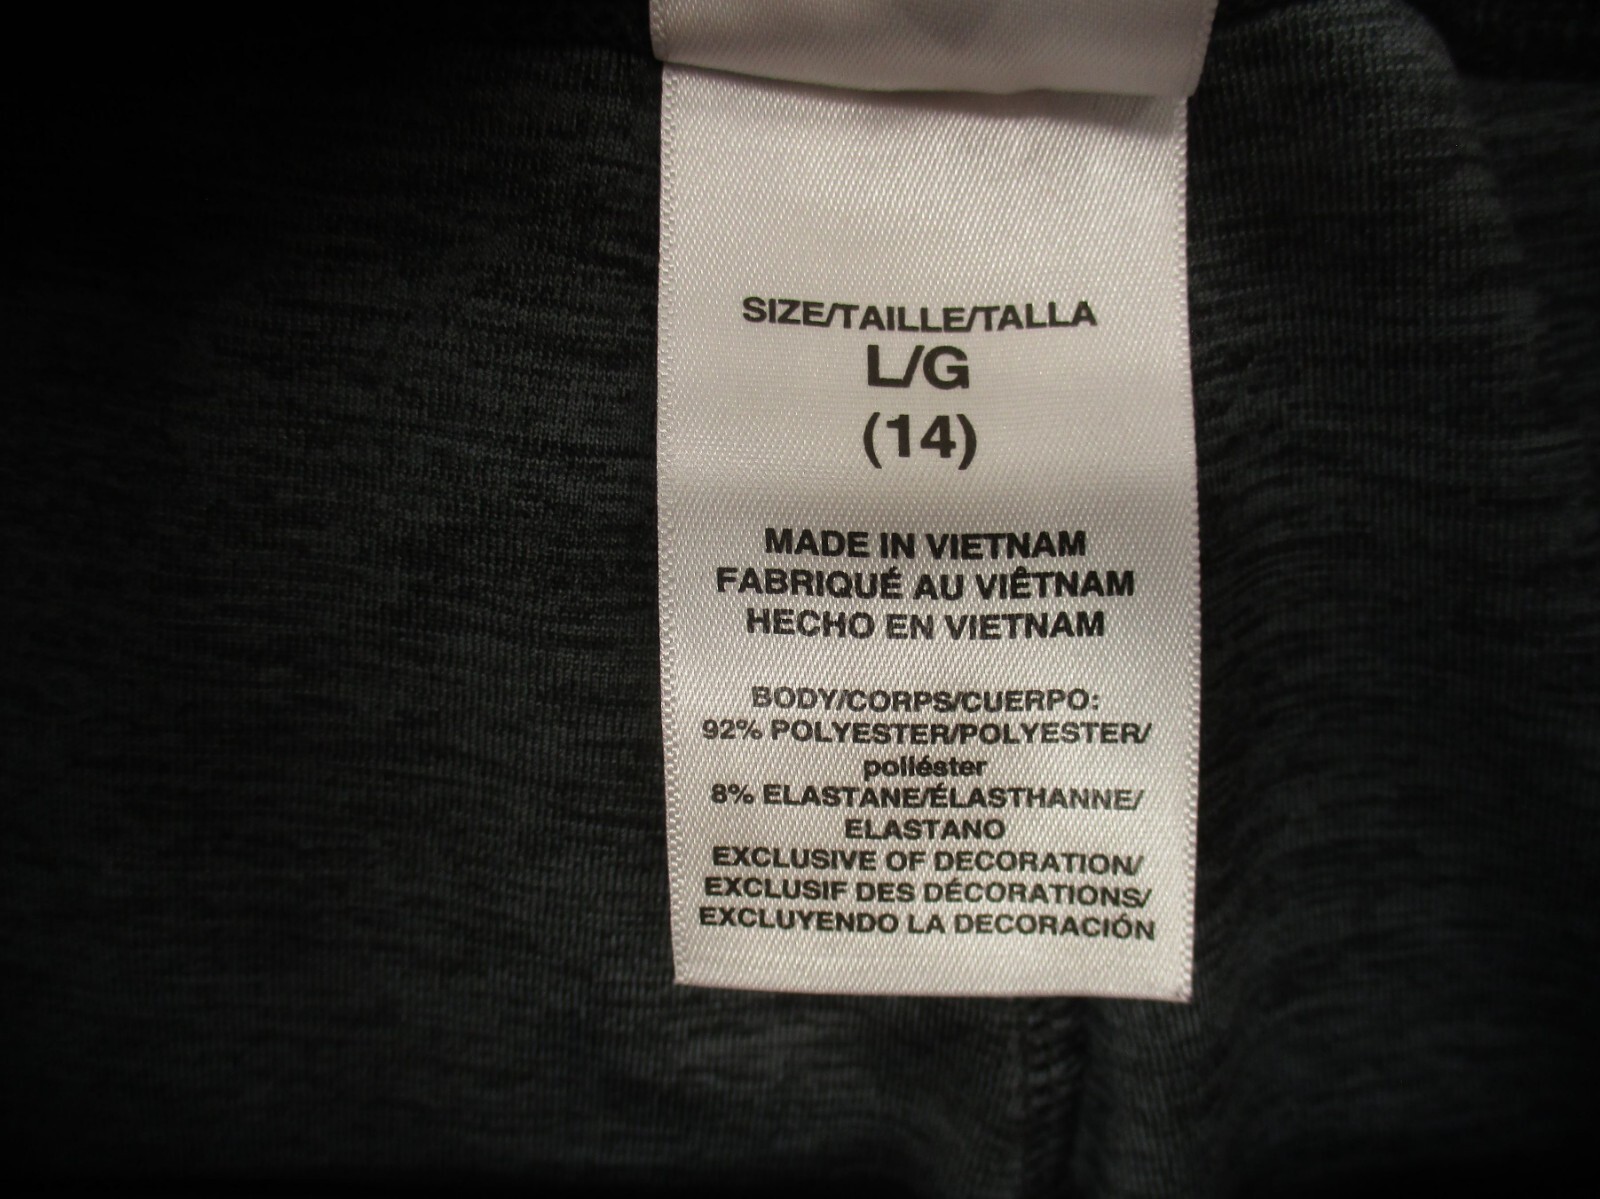 SIZE/TAILLE/TALLA
L/G
(14)
MADE IN VIETNAM
FABRIQUÉ AU VIÊTNAM
HECHO EN VIETNAM
BODY/CORPS/CUERPO:
92% POLYESTER/POLYESTER/
poliéster
8% ELASTANE/ÉLASTHANNE/
ELASTANO
EXCLUSIVE OF DECORATION/
EXCLUSIF DES DÉCORATIONS/
EXCLUYENDO LA DECORACIÓN